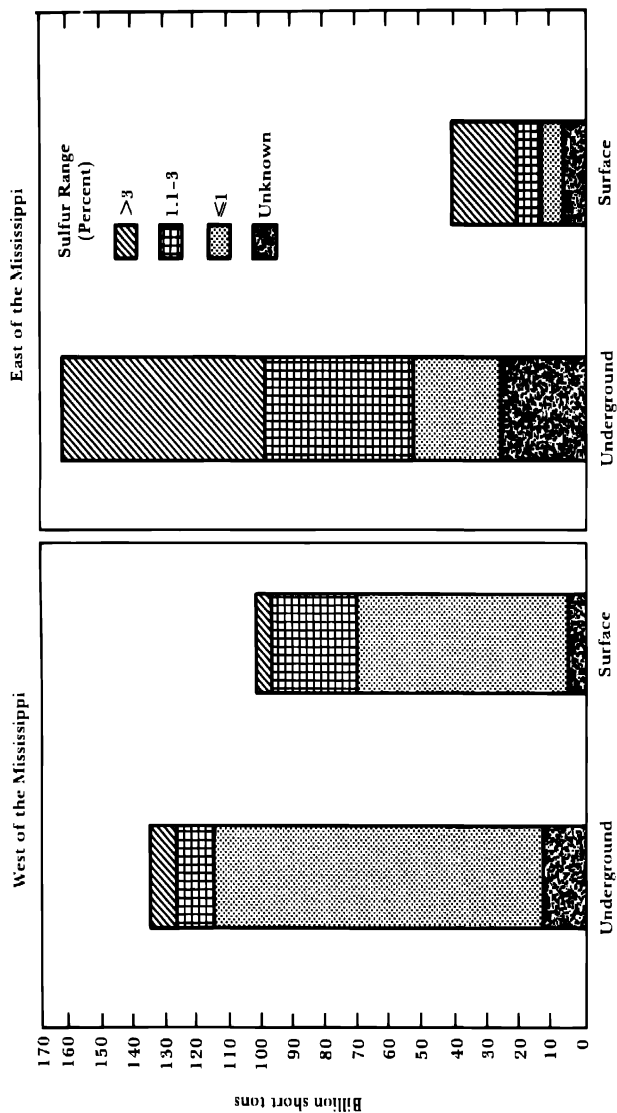 West of the Mississippi
East of the Mississippi
Billion short tons
170
160
150
140
130
120
110
100
90
80
70
60
50
40
30
20
10
0
Underground
Surface
Sulfur Range
(Percent)
>3
1.1–3
⩽1
Unknown
Underground
Surface